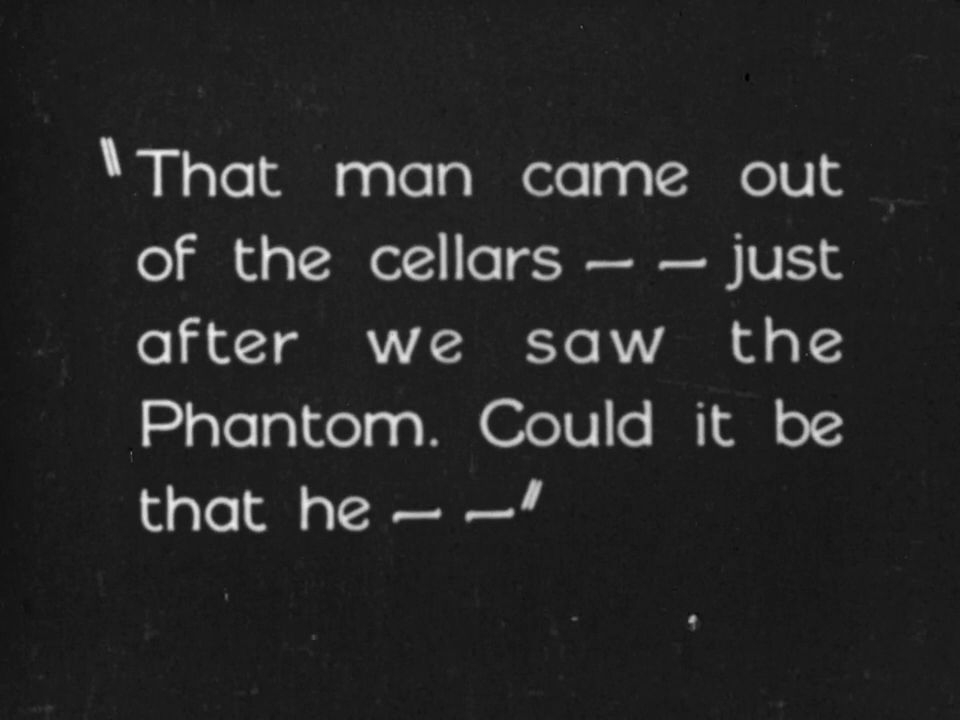 "That man came out
of the cellars — — just
after we saw the
Phantom. Could it be
that he — —"